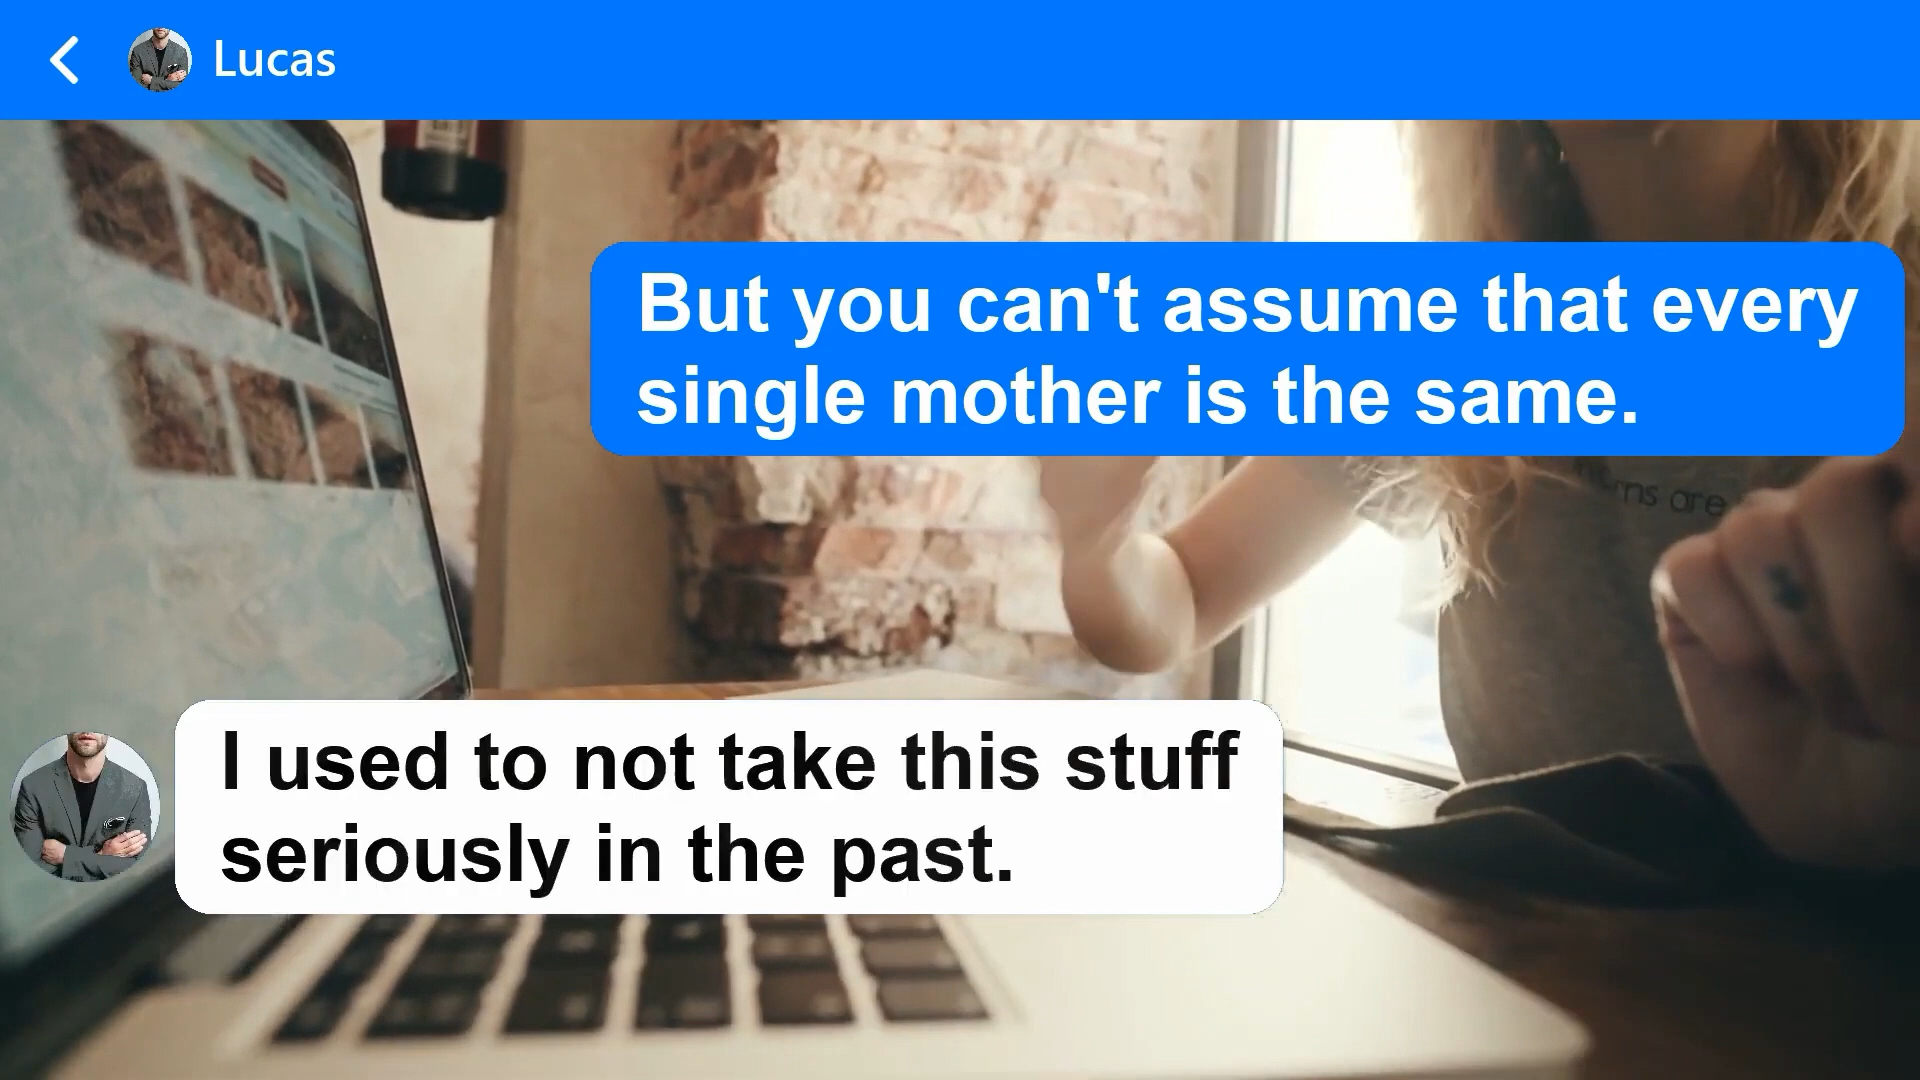 Lucas
But you can't assume that every
single mother is the same.
I used to not take this stuff
seriously in the past.
are